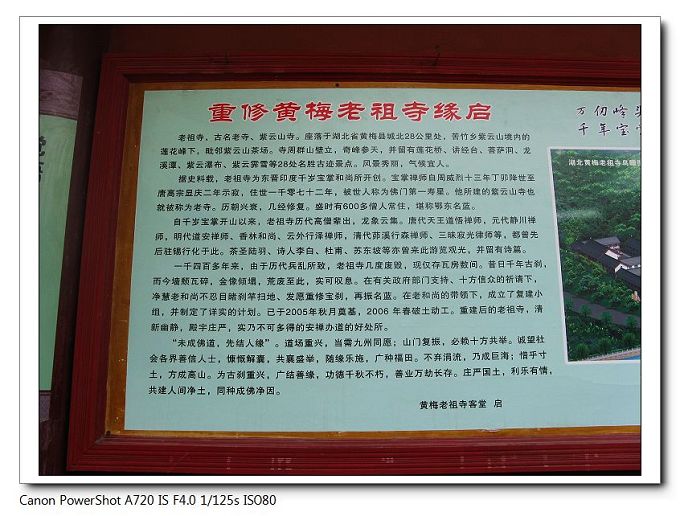 重修黄梅老祖寺缘启
老祖寺，古名老寺、紫云山寺。座落于湖北省黄梅县城北28公里处，苦竹乡紫云山境内的
莲花峰下，毗邻紫云山茶场。寺周群山壁立，奇峰参天，并留有莲花桥、讲经台、菩萨洞、龙
溪潭、紫云瀑布、紫云雾雪等28处名胜古迹景点。风景秀丽，气候宜人。
据史料载，老祖寺为东晋印度千岁宝掌和尚所开创。宝掌禅师自周威烈十三年丁卯降世至
唐高宗显庆二年示寂，住世一千零七十二年，被世人称为佛门第一寿星。他所建的紫云山寺也
就被称为老寺。历朝兴衰，几经修复。盛时有600多僧人常住，堪称鄂东名蓝。
自千岁宝掌开山以来，老祖寺历代高僧辈出，龙象云集。唐代天王道悟禅师，元代静川禅
师，明代道安禅师、香林和尚、云外行泽禅师，清代茆溪行森禅师、三昧寂光律师等，都曾先
后驻锡行化于此。茶圣陆羽、诗人李白、杜甫、苏东坡等亦曾来此游览观光，并留有诗篇。
一千四百多年来，由于历代兵乱所致，老祖寺几度废毁，现仅存瓦房数间。昔日千年古刹，
而今墙颓瓦碎，金像倾塌，荒废至此，实可叹息。在有关政府部门支持、十方信众的祈请下，
净慧老和尚不忍目睹刹竿扫地、发愿重修宝刹，再振名蓝。在老和尚的带领下，成立了复建小
组，并制定了详实的计划。已于2005年秋月奠基，2006 年春破土动工。重建后的老祖寺，清
新幽静，殿宇庄严，实乃不可多得的安禅办道的好处所。
“未成佛道，先结人缘”。道场重兴，当需九州同愿；山门复振，必赖十方共举。诚望社
会各界善信人士，慷慨解囊，共襄盛举，随缘乐施，广种福田。不弃涓流，乃成巨海；惜乎寸
土，方成高山。为古刹重兴，广结善缘，功德千秋不朽，善业万劫长存。庄严国土，利乐有情，
共建人间净土，同种成佛净因。
黄梅老祖寺客堂 启
万仞峰头
千年宝掌
湖北黄梅老祖寺鸟瞰
Canon PowerShot A720 IS F4.0 1/125s ISO80